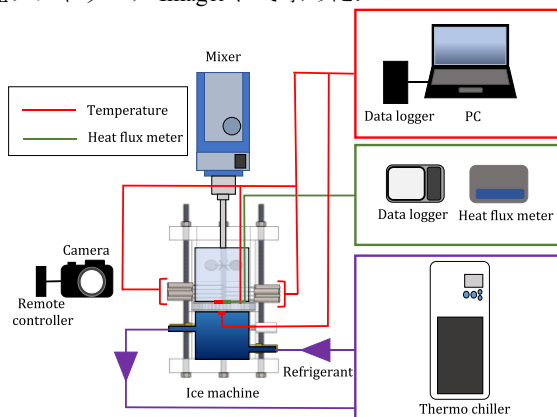 ImageJ
Mixer
Temperature
Heat flux meter
Data logger
PC
Data logger
Heat flux meter
Camera
Remote
controller
Refrigerant
Ice machine
Thermo chiller